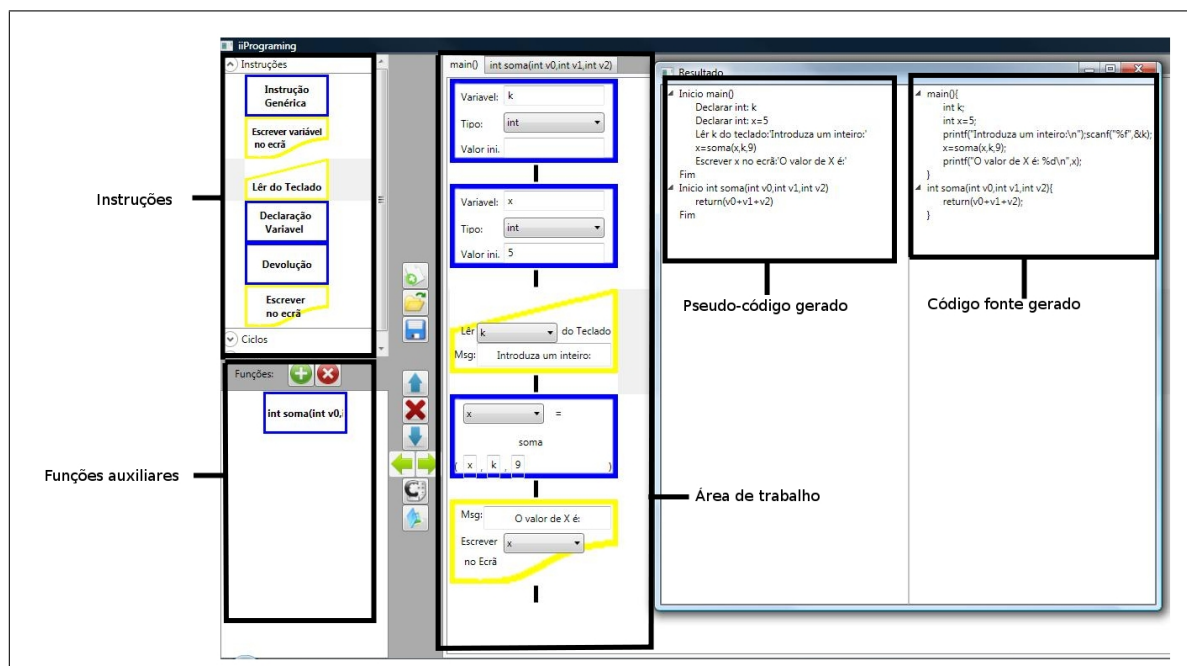 iiPrograming
Instruções
Instrução
Genérica
Escrever variável
no ecrã
Lêr do Teclado
Declaração
Variavel
Devolução
Escrever
no ecrã
Ciclos
Funções:
int soma(int v0,
main()
int soma(int v0,int v1,int v2)
Variavel: k
Tipo: int
Valor ini.
Variavel: x
Tipo: int
Valor ini. 5
Lêr k do Teclado
Msg: Introduza um inteiro:
x =
soma
( x , k , 9 )
Msg: O valor de X é:
Escrever x
no Ecrã
Resultado
Inicio main()
Declarar int: k
Declarar int: x=5
Lêr k do teclado:'Introduza um inteiro:'
x=soma(x,k,9)
Escrever x no ecrã:'O valor de X é:'
Fim
Inicio int soma(int v0,int v1,int v2)
return(v0+v1+v2)
Fim
main(){
int k;
int x=5;
printf("Introduza um inteiro:\n");scanf("%f",&k);
x=soma(x,k,9);
printf("O valor de X é: %d\n",x);
}
int soma(int v0,int v1,int v2){
return(v0+v1+v2);
}
Instruções
Funções auxiliares
Pseudo-código gerado
Código fonte gerado
Área de trabalho